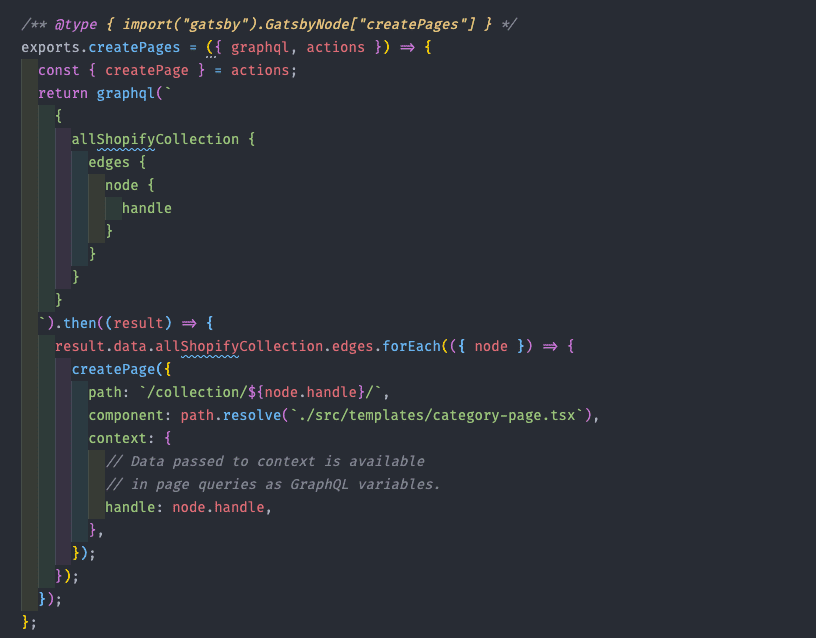 /** @type { import("gatsby").GatsbyNode["createPages"] } */
exports.createPages = ({ graphql, actions }) => {
  const { createPage } = actions;
  return graphql(`
    {
      allShopifyCollection {
        edges {
          node {
            handle
          }
        }
      }
    }
  `).then((result) => {
    result.data.allShopifyCollection.edges.forEach(({ node }) => {
      createPage({
        path: `/collection/${node.handle}/`,
        component: path.resolve(`./src/templates/category-page.tsx`),
        context: {
          // Data passed to context is available
          // in page queries as GraphQL variables.
          handle: node.handle,
        },
      });
    });
  });
};